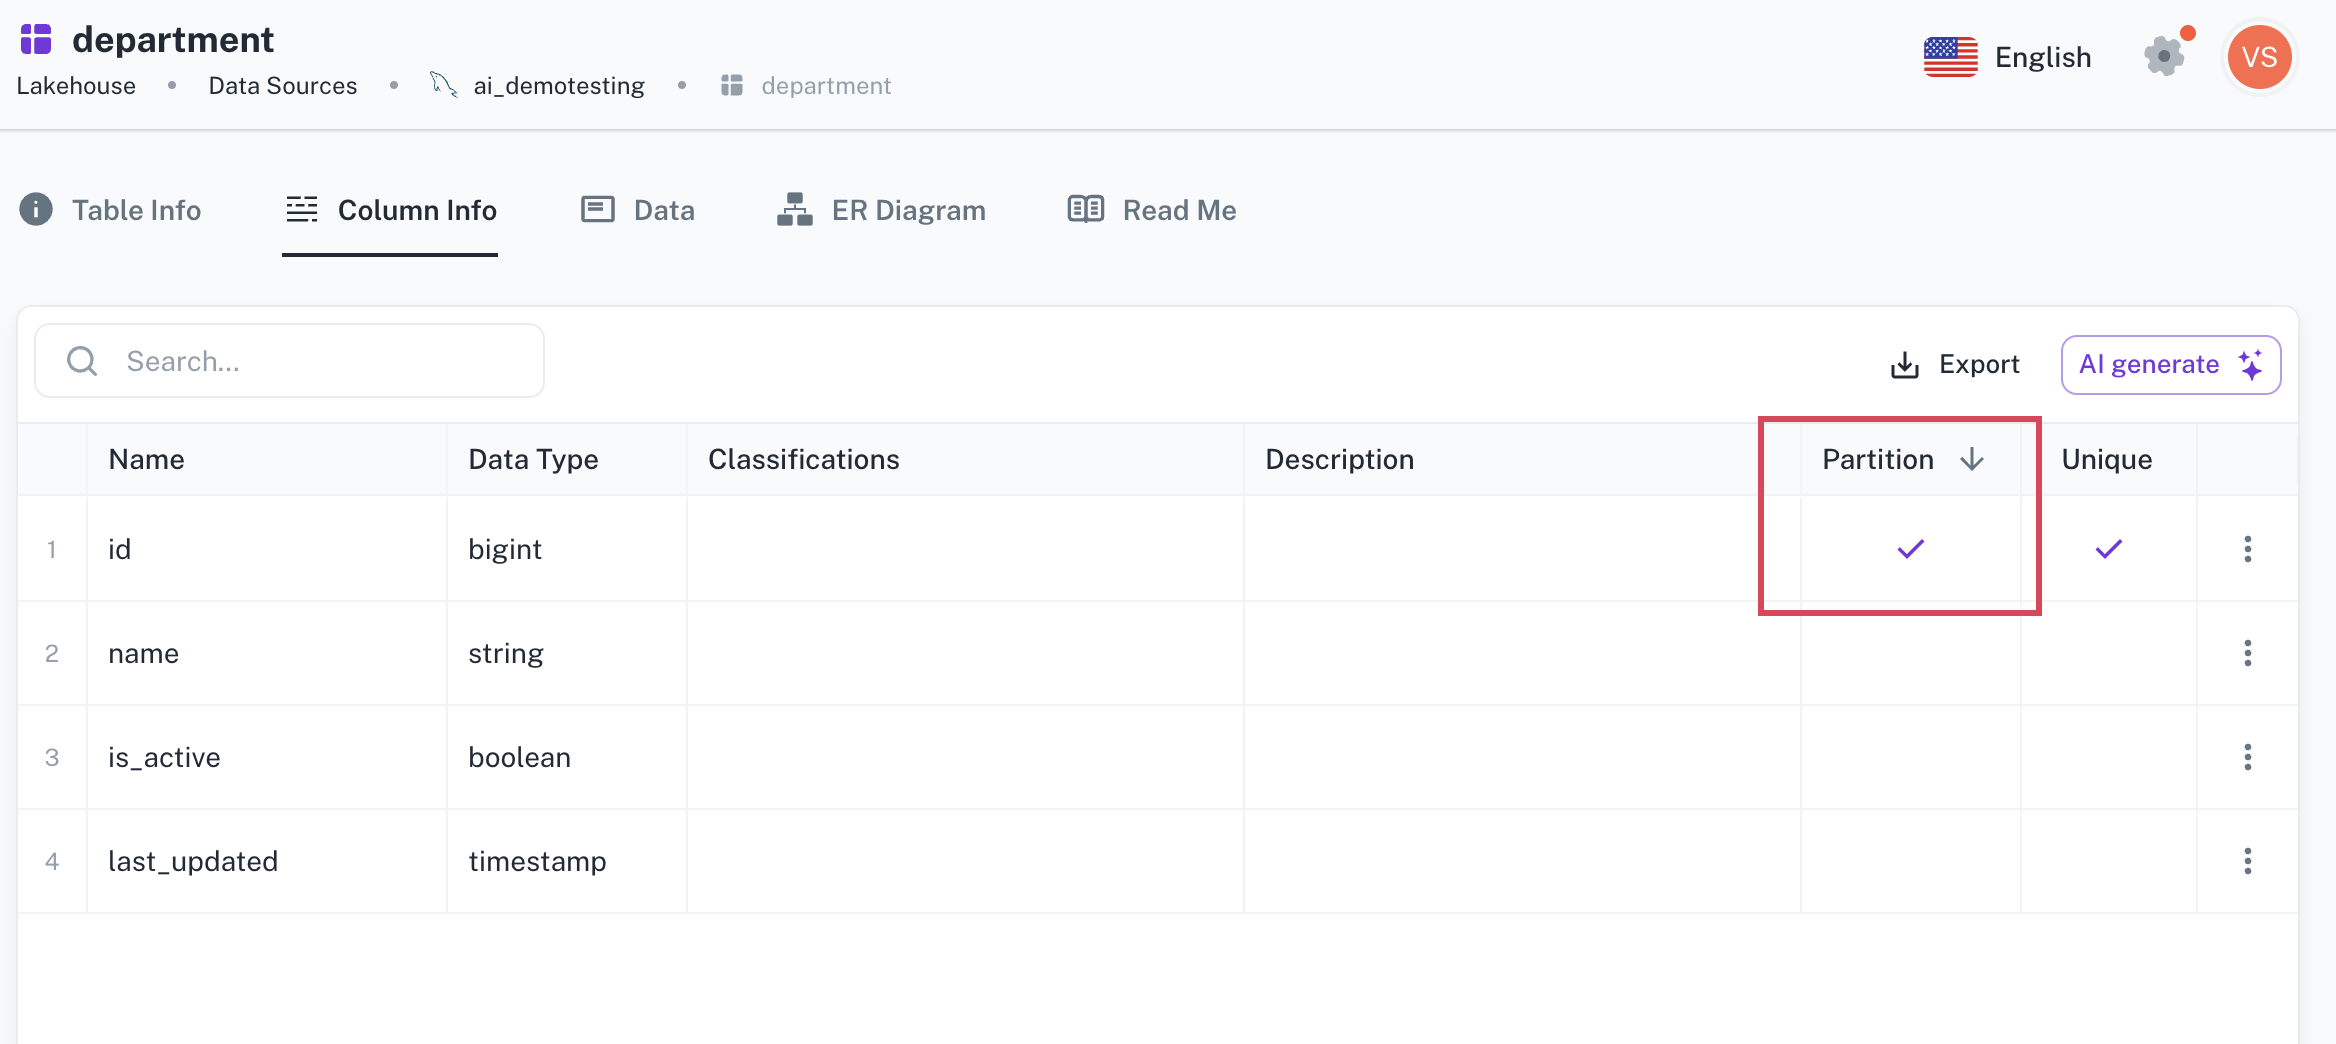 department
Lakehouse • Data Sources • ai_demotesting • department
English
VS
Table Info Column Info Data ER Diagram Read Me
Search...
Export
AI generate
Name Data Type Classifications Description Partition Unique
1 id bigint
2 name string
3 is_active boolean
4 last_updated timestamp